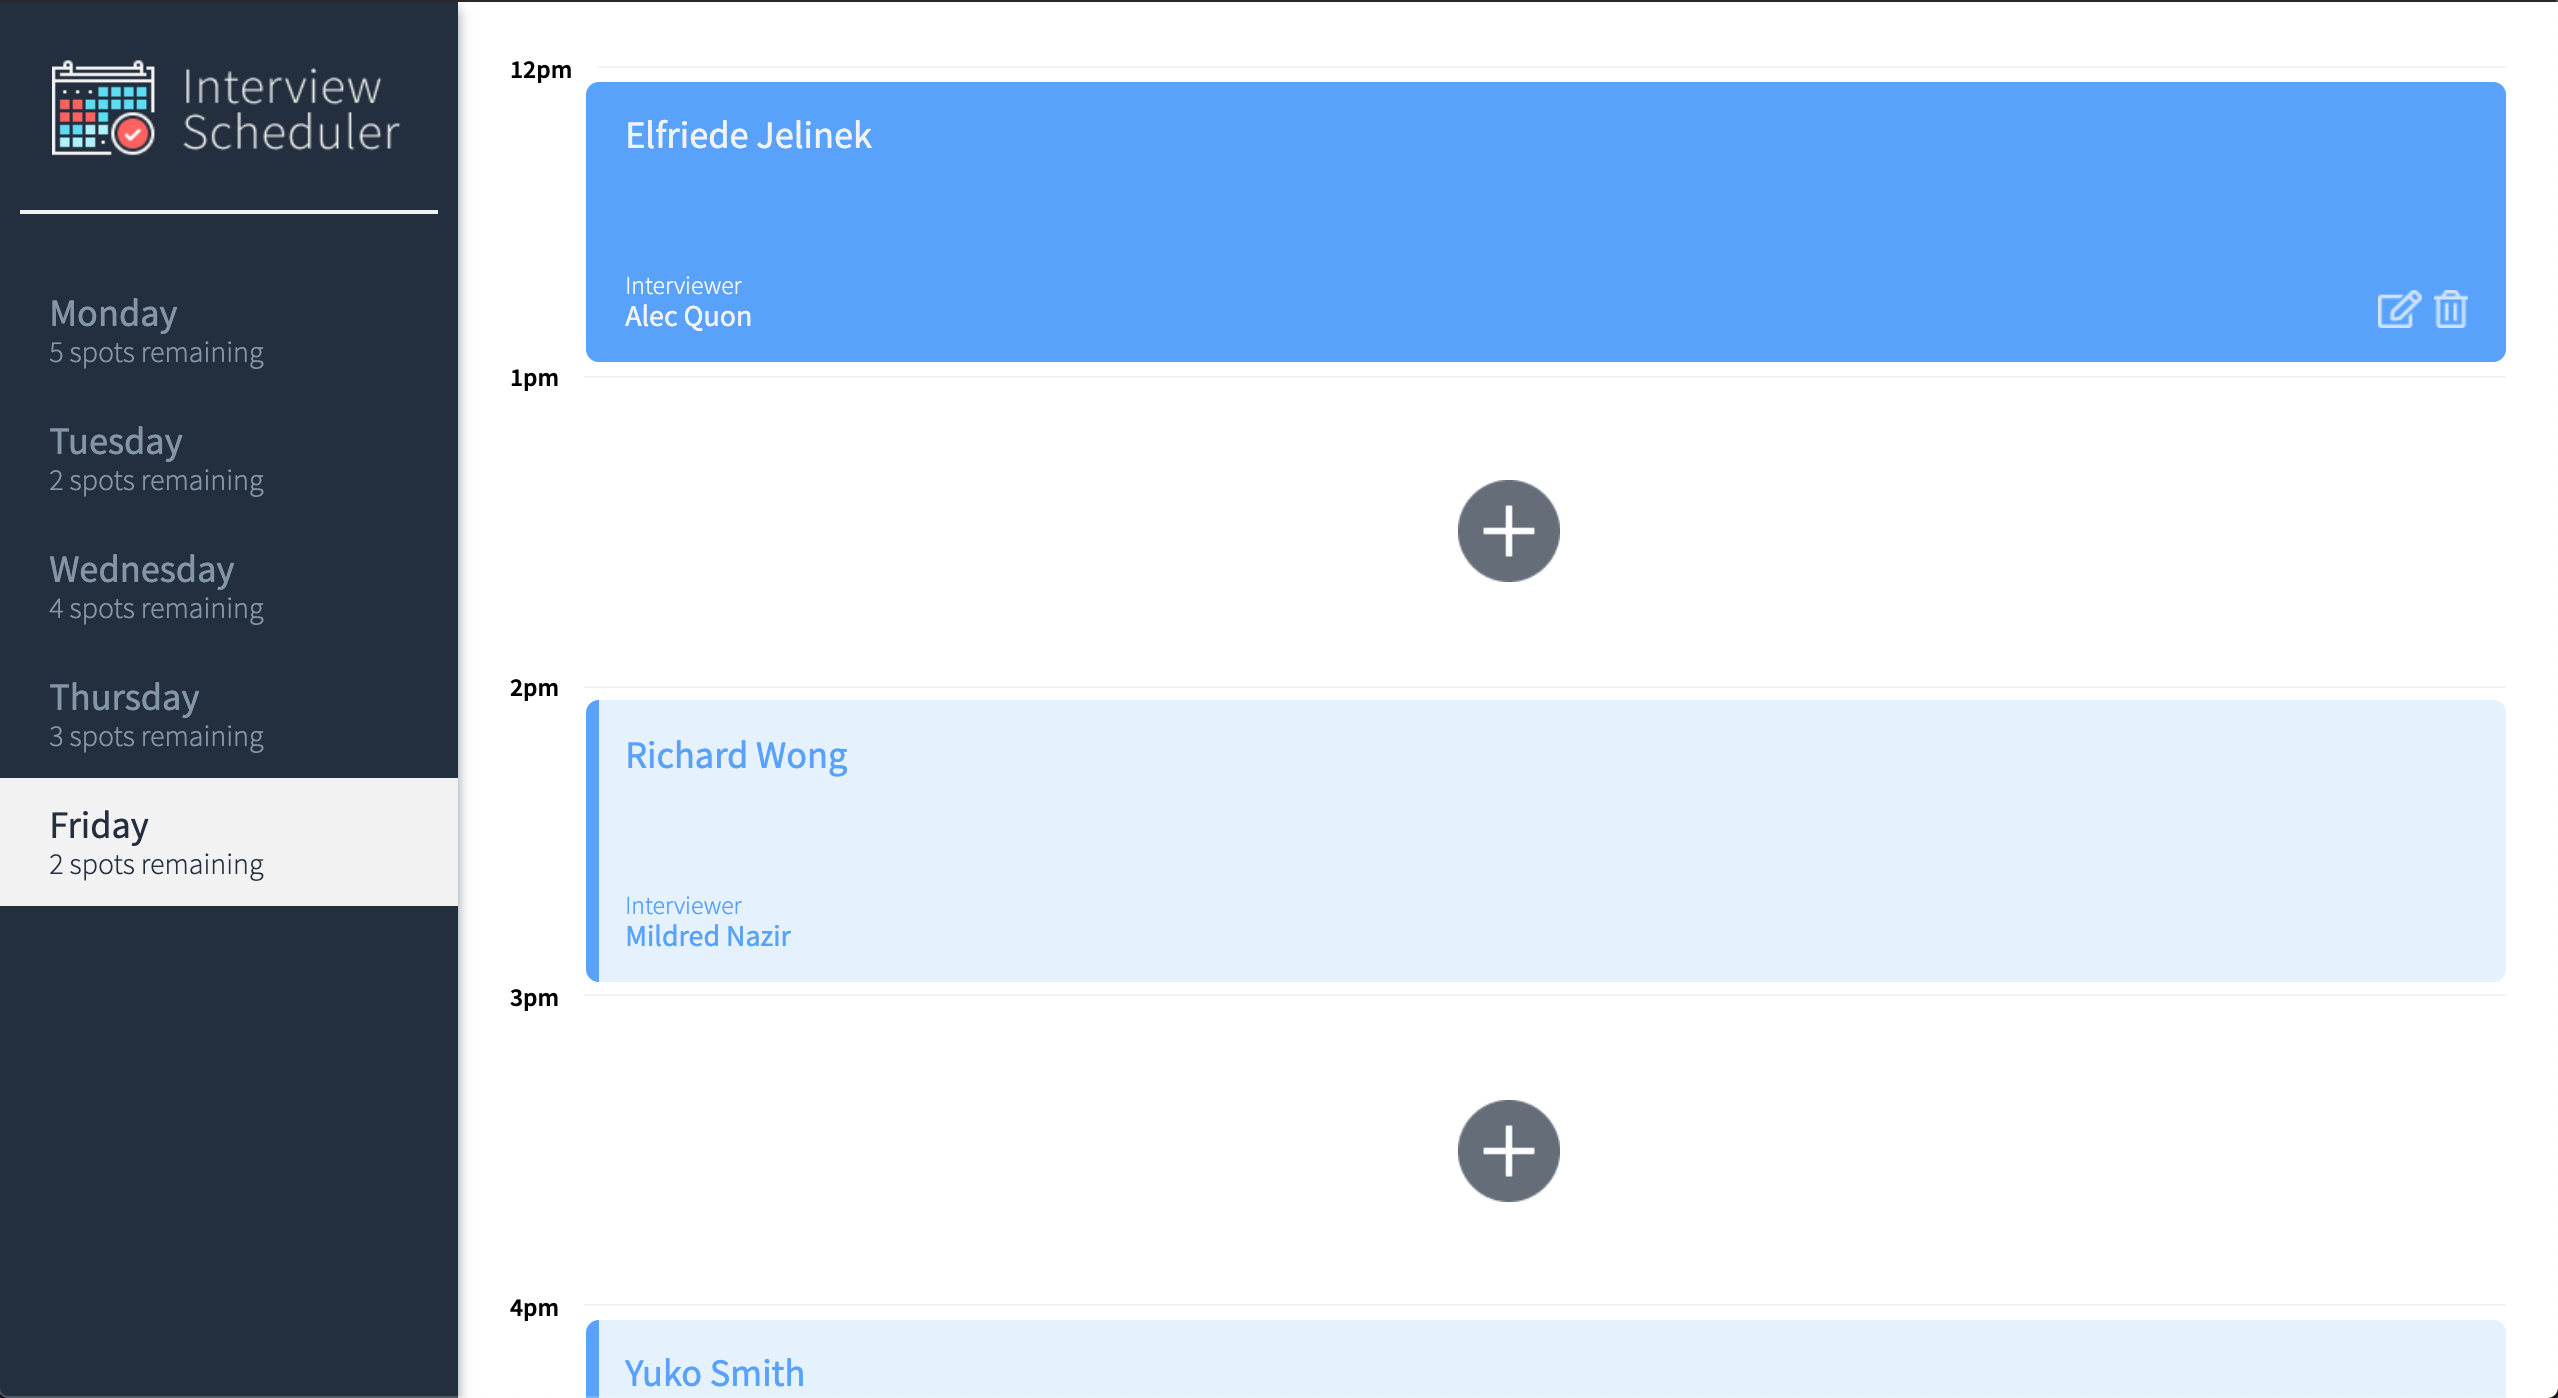 Interview
Scheduler
Monday
5 spots remaining
Tuesday
2 spots remaining
Wednesday
4 spots remaining
Thursday
3 spots remaining
Friday
2 spots remaining
12pm
Elfriede Jelinek
Interviewer
Alec Quon
1pm
2pm
Richard Wong
Interviewer
Mildred Nazir
3pm
4pm
Yuko Smith